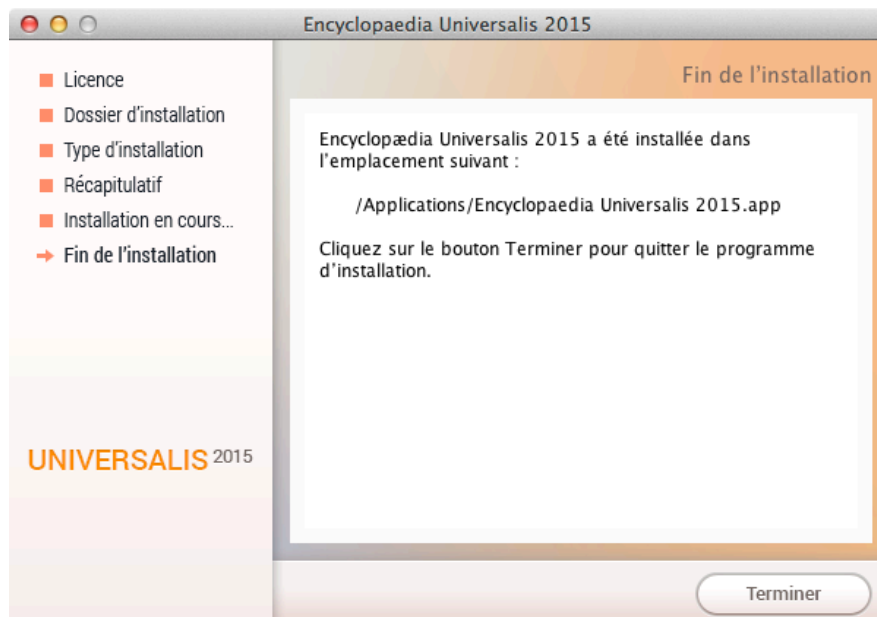 Encyclopaedia Universalis 2015
Licence
Dossier d'installation
Type d'installation
Récapitulatif
Installation en cours...
Fin de l'installation
UNIVERSALIS 2015
Fin de l'installation
Encyclopædia Universalis 2015 a été installée dans
l'emplacement suivant :
/Applications/Encyclopaedia Universalis 2015.app
Cliquez sur le bouton Terminer pour quitter le programme
d'installation.
Terminer